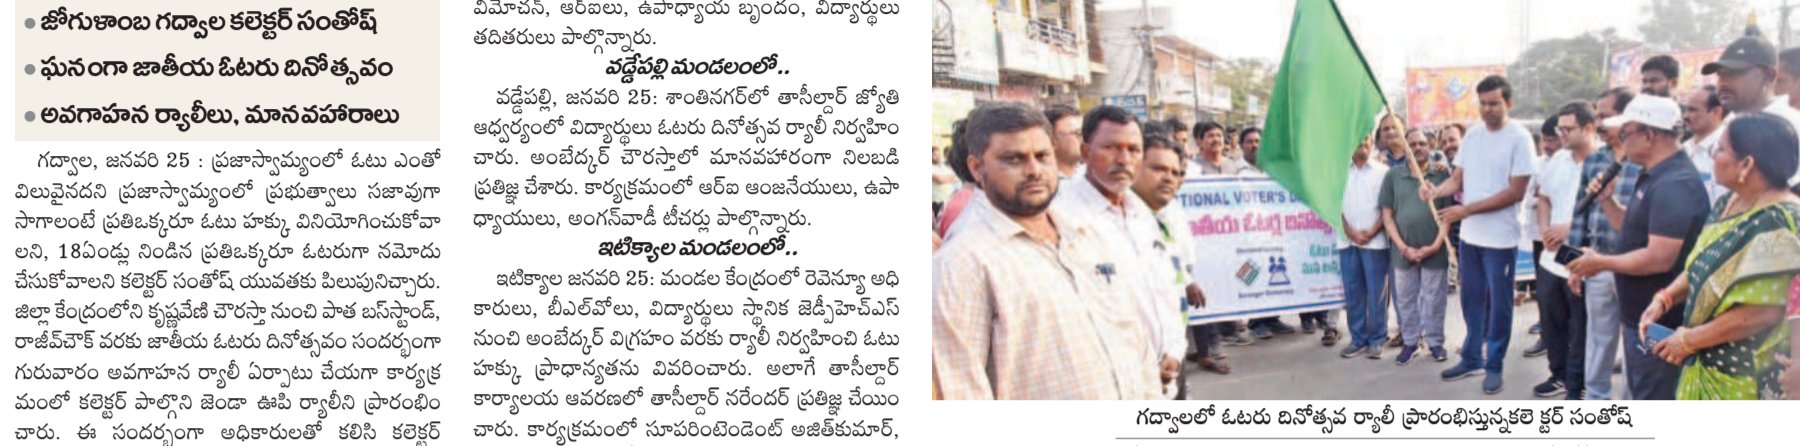 జోగుళాంబ గద్వాల కలెక్టర్ సంతోష్
ఘనంగా జాతీయ ఓటరు దినోత్సవం
అవగాహన ర్యాలీలు, మానవహారాలు
గద్వాల, జనవరి 25 : ప్రజాస్వామ్యంలో ఓటు ఎంతో
విలువైనదని ప్రజాస్వామ్యంలో ప్రభుత్వాలు సజావుగా
సాగాలంటే ప్రతిఒక్కరూ ఓటు హక్కు వినియోగించుకోవా
లని, 18ఏండ్లు నిండిన ప్రతిఒక్కరూ ఓటరుగా నమోదు
చేసుకోవాలని కలెక్టర్ సంతోష్ యువతకు పిలుపునిచ్చారు.
జిల్లా కేంద్రంలోని కృష్ణవేణి చౌరస్తా నుంచి పాత బస్‌స్టాండ్,
రాజీవ్‌చౌక్ వరకు జాతీయ ఓటరు దినోత్సవం సందర్భంగా
గురువారం అవగాహన ర్యాలీ ఏర్పాటు చేయగా కార్యక్ర
మంలో కలెక్టర్ పాల్గొని జెండా ఊపి ర్యాలీని ప్రారంభిం
చారు. ఈ సందర్భంగా అధికారులతో కలిసి కలెక్టర్
విమోచన్, ఆర్ఐలు, ఉపాధ్యాయ బృందం, విద్యార్థులు
తదితరులు పాల్గొన్నారు.
వడ్డేపల్లి మండలంలో..
వడ్డేపల్లి, జనవరి 25: శాంతినగర్‌లో తాసీల్దార్ జ్యోతి
ఆధ్వర్యంలో విద్యార్థులు ఓటరు దినోత్సవ ర్యాలీ నిర్వహిం
చారు. అంబేద్కర్ చౌరస్తాలో మానవహారంగా నిలబడి
ప్రతిజ్ఞ చేశారు. కార్యక్రమంలో ఆర్ఐ ఆంజనేయులు, ఉపా
ధ్యాయులు, అంగన్‌వాడీ టీచర్లు పాల్గొన్నారు.
ఇటిక్యాల మండలంలో..
ఇటిక్యాల జనవరి 25: మండల కేంద్రంలో రెవెన్యూ అధి
కారులు, బీఎల్‌వోలు, విద్యార్థులు స్థానిక జెడ్పీహెచ్ఎస్
నుంచి అంబేద్కర్ విగ్రహం వరకు ర్యాలీ నిర్వహించి ఓటు
హక్కు ప్రాధాన్యతను వివరించారు. అలాగే తాసీల్దార్
కార్యాలయ ఆవరణలో తాసీల్దార్ నరేందర్ ప్రతిజ్ఞ చేయిం
చారు. కార్యక్రమంలో సూపరింటెండెంట్ అజిత్‌కుమార్,
TIONAL VOTER'S D
గద్వాలలో ఓటరు దినోత్సవ ర్యాలీ ప్రారంభిస్తున్నకలె క్టర్ సంతోష్